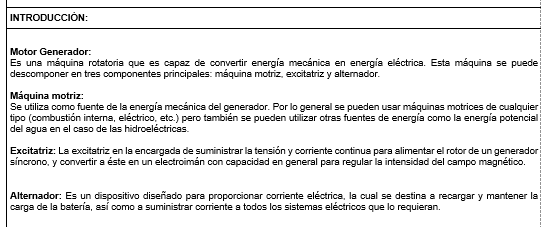 INTRODUCCIÓN:
Motor Generador:
Es una máquina rotatoria que es capaz de convertir energía mecánica en energía eléctrica. Esta máquina se puede
descomponer en tres componentes principales: máquina motriz, excitatriz y alternador.
Máquina motriz:
Se utiliza como fuente de la energía mecánica del generador. Por lo general se pueden usar máquinas motrices de cualquier
tipo (combustión interna, eléctrico, etc.) pero también se pueden utilizar otras fuentes de energía como la energía potencial
del agua en el caso de las hidroeléctricas.
Excitatriz: La excitatriz en la encargada de suministrar la tensión y corriente continua para alimentar el rotor de un generador
síncrono, y convertir a éste en un electroimán con capacidad en general para regular la intensidad del campo magnético.
Alternador: Es un dispositivo diseñado para proporcionar corriente eléctrica, la cual se destina a recargar y mantener la
carga de la batería, así como a suministrar corriente a todos los sistemas eléctricos que lo requieran.